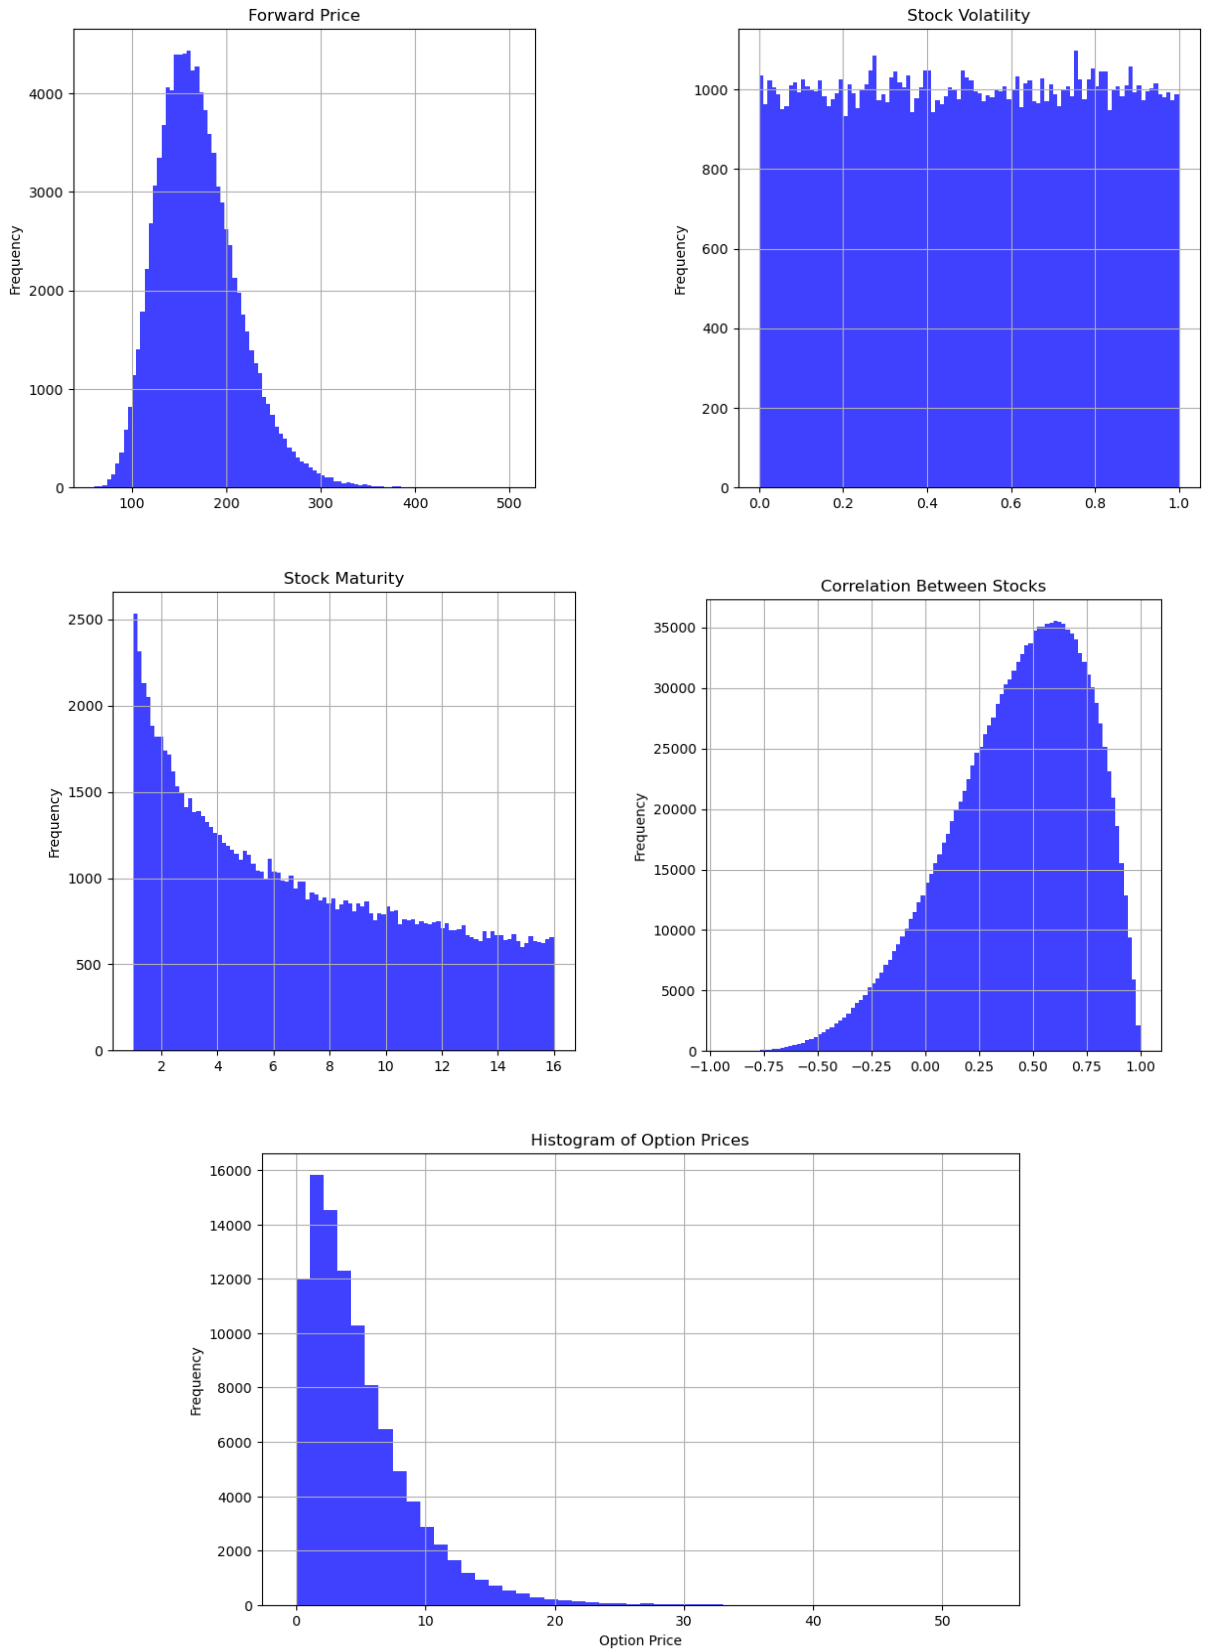 Forward Price
Frequency
4000
3000
2000
1000
0
100 200 300 400 500
Stock Volatility
Frequency
1000
800
600
400
200
0
0.0 0.2 0.4 0.6 0.8 1.0
Stock Maturity
Frequency
2500
2000
1500
1000
500
0
2 4 6 8 10 12 14 16
Correlation Between Stocks
Frequency
35000
30000
25000
20000
15000
10000
5000
0
−1.00 −0.75 −0.50 −0.25 0.00 0.25 0.50 0.75 1.00
Histogram of Option Prices
Frequency
16000
14000
12000
10000
8000
6000
4000
2000
0
0 10 20 30 40 50
Option Price